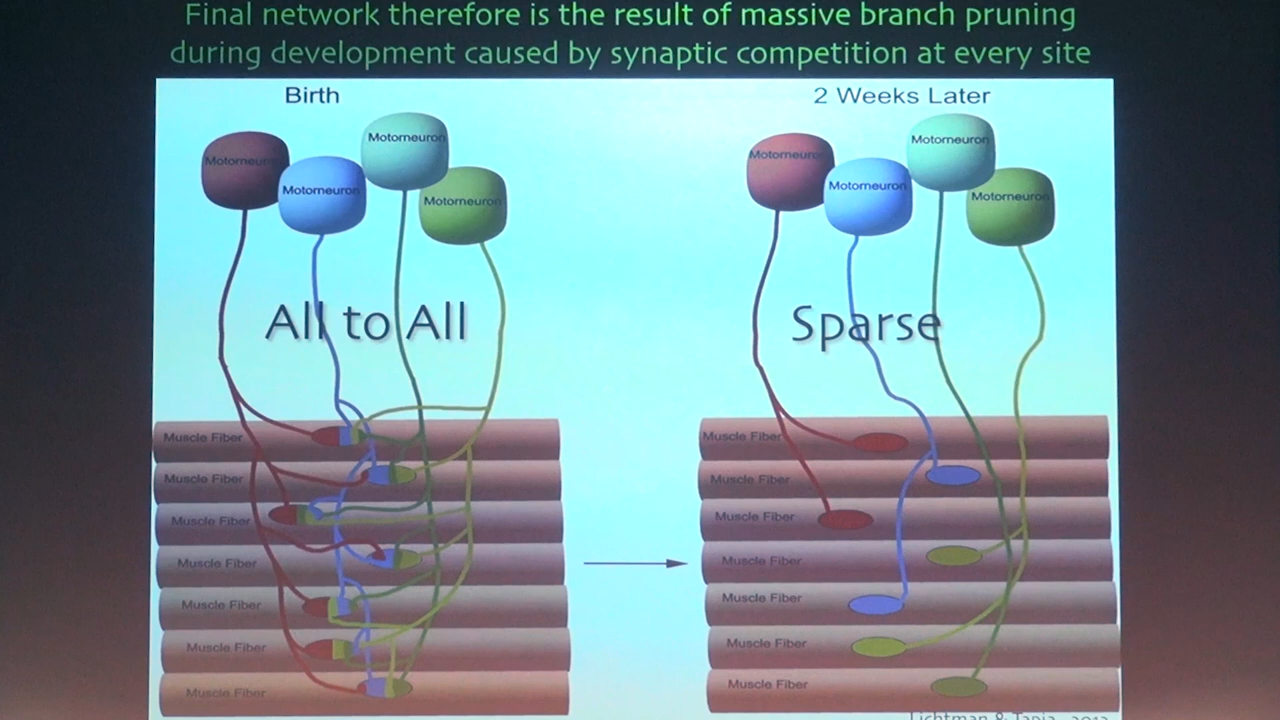 Final network therefore is the result of massive branch pruning
during development caused by synaptic competition at every site
Birth
2 Weeks Later
Motorneuron
Motorneuron
Motorneuron
Motorneuron
Motorneuron
Motorneuron
Motorneuron
Motorneuron
All to All
Sparse
Muscle Fiber
Muscle Fiber
Muscle Fiber
Muscle Fiber
Muscle Fiber
Muscle Fiber
Muscle Fiber
Muscle Fiber
Muscle Fiber
Muscle Fiber
Muscle Fiber
Muscle Fiber
Muscle Fiber
Muscle Fiber
Lichtman & Tapia, 2013